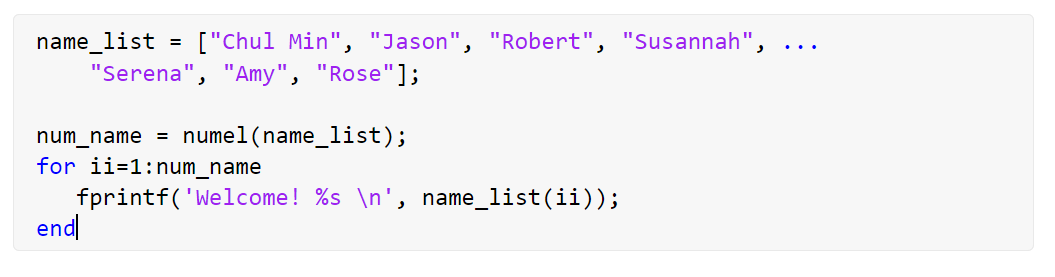 name_list = ["Chul Min", "Jason", "Robert", "Susannah", ...
"Serena", "Amy", "Rose"];
num_name = numel(name_list);
for ii=1:num_name
fprintf('Welcome! %s \n', name_list(ii));
end